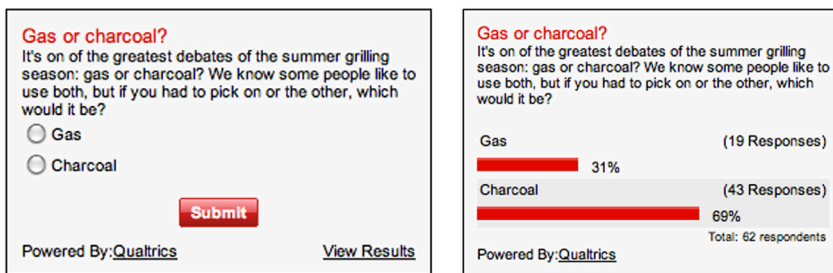 Gas or charcoal?
It's on of the greatest debates of the summer grilling
season: gas or charcoal? We know some people like to
use both, but if you had to pick on or the other, which
would it be?
Gas
Charcoal
Submit
Powered By:Qualtrics
View Results
Gas or charcoal?
It's on of the greatest debates of the summer grilling
season: gas or charcoal? We know some people like to
use both, but if you had to pick on or the other, which
would it be?
Gas (19 Responses)
31%
Charcoal (43 Responses)
69%
Total: 62 respondents
Powered By:Qualtrics